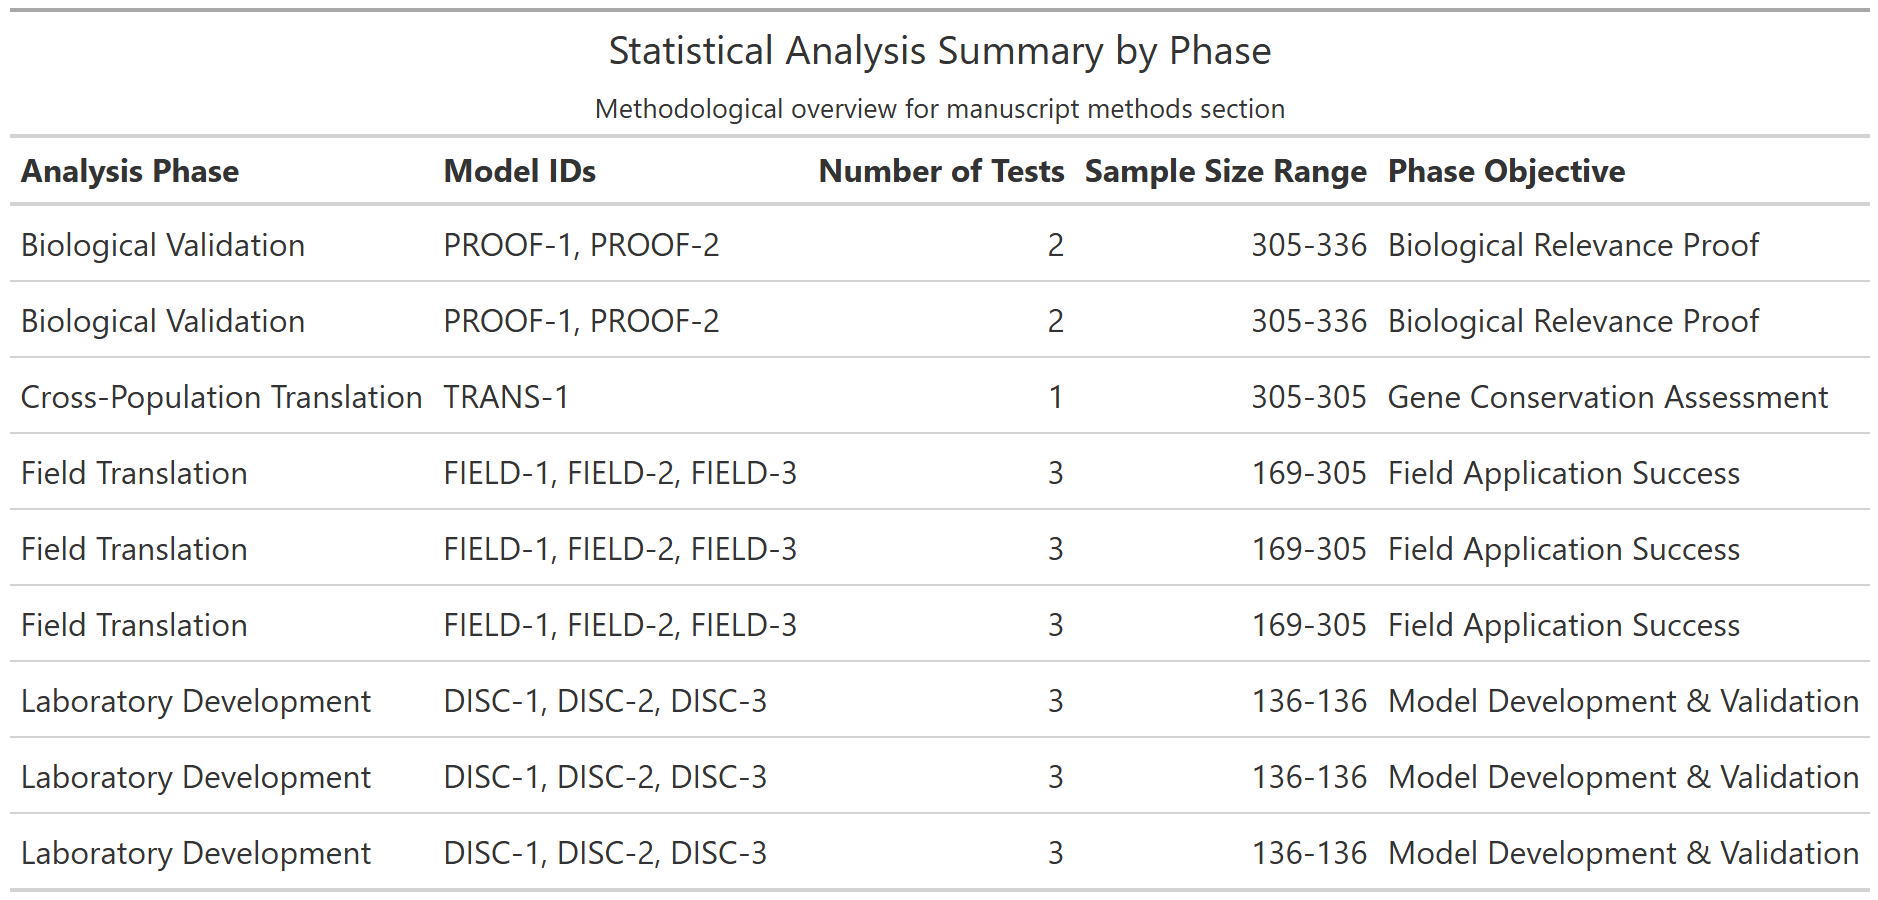 Statistical Analysis Summary by Phase
Methodological overview for manuscript methods section
Analysis Phase Model IDs Number of Tests Sample Size Range Phase Objective
Biological Validation PROOF-1, PROOF-2 2 305-336 Biological Relevance Proof
Biological Validation PROOF-1, PROOF-2 2 305-336 Biological Relevance Proof
Cross-Population Translation TRANS-1 1 305-305 Gene Conservation Assessment
Field Translation FIELD-1, FIELD-2, FIELD-3 3 169-305 Field Application Success
Field Translation FIELD-1, FIELD-2, FIELD-3 3 169-305 Field Application Success
Field Translation FIELD-1, FIELD-2, FIELD-3 3 169-305 Field Application Success
Laboratory Development DISC-1, DISC-2, DISC-3 3 136-136 Model Development & Validation
Laboratory Development DISC-1, DISC-2, DISC-3 3 136-136 Model Development & Validation
Laboratory Development DISC-1, DISC-2, DISC-3 3 136-136 Model Development & Validation